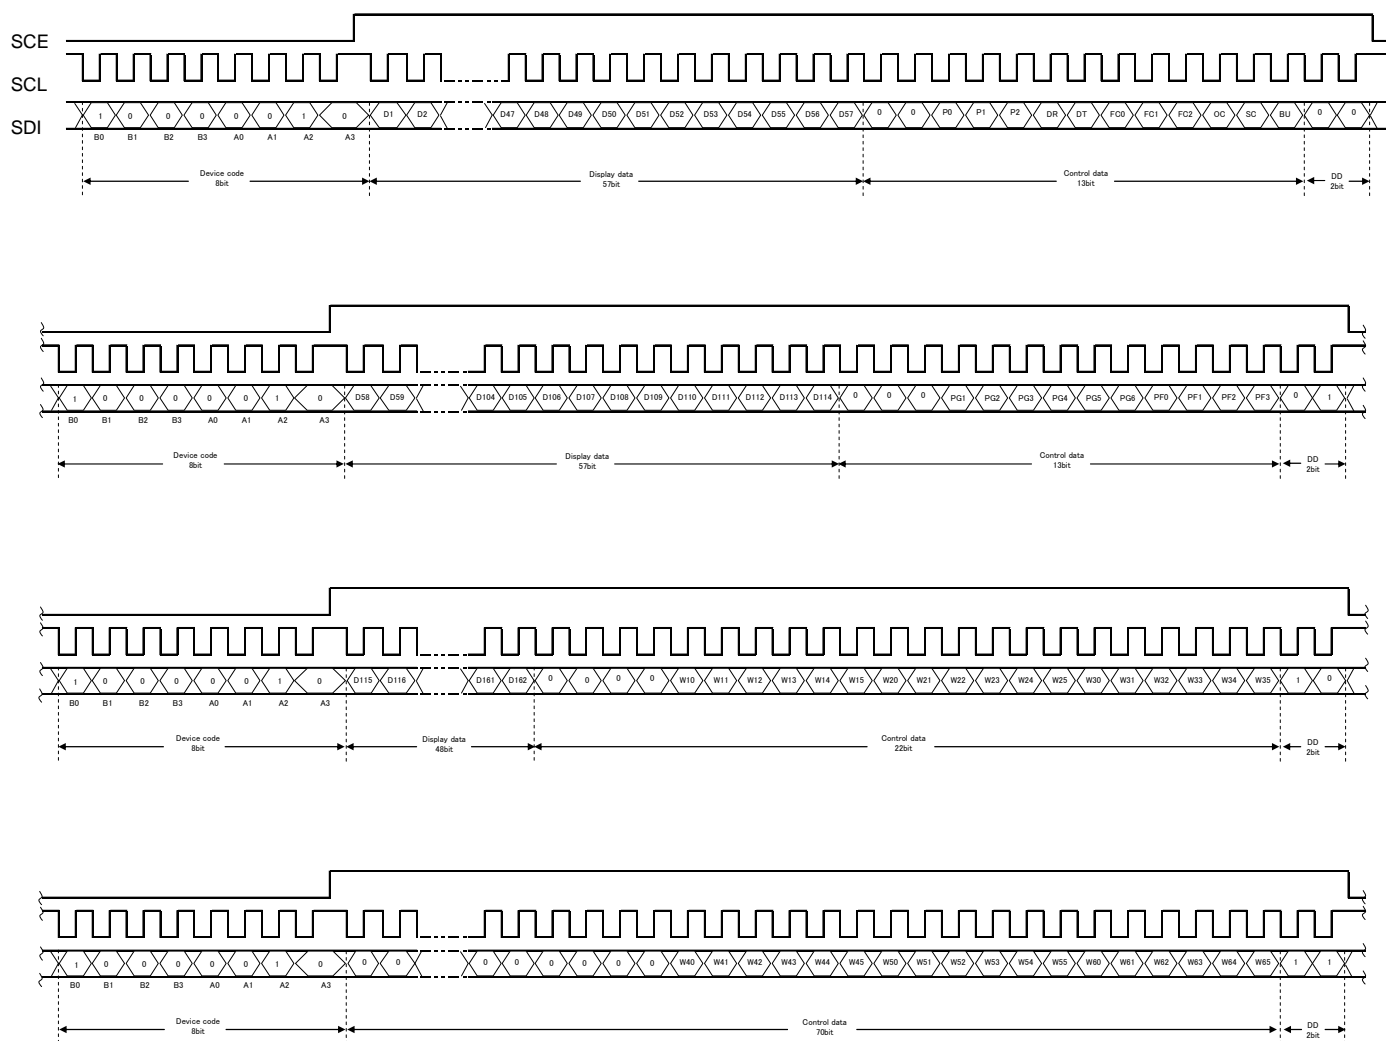 SCE
SCL
SDI
1 0 0 0 0 0 1 0 D1 D2 D47 D48 D49 D50 D51 D52 D53 D54 D55 D56 D57 0 0 P0 P1 P2 DR DT FC0 FC1 FC2 OC SC BU 0 0
B0 B1 B2 B3 A0 A1 A2 A3
Device code Display data Control data DD
8bit 57bit 13bit 2bit
1 0 0 0 0 0 1 0 D58 D59 D104 D105 D106 D107 D108 D109 D110 D111 D112 D113 D114 0 0 0 PG1 PG2 PG3 PG4 PG5 PG6 PF0 PF1 PF2 PF3 0 1
B0 B1 B2 B3 A0 A1 A2 A3
Device code Display data Control data DD
8bit 57bit 13bit 2bit
1 0 0 0 0 0 1 0 D115 D116 D161 D162 0 0 0 0 W10 W11 W12 W13 W14 W15 W20 W21 W22 W23 W24 W25 W30 W31 W32 W33 W34 W35 1 0
B0 B1 B2 B3 A0 A1 A2 A3
Device code Display data Control data DD
8bit 48bit 22bit 2bit
1 0 0 0 0 0 1 0 0 0 0 0 0 0 0 0 W40 W41 W42 W43 W44 W45 W50 W51 W52 W53 W54 W55 W60 W61 W62 W63 W64 W65 1 1
B0 B1 B2 B3 A0 A1 A2 A3
Device code Control data DD
8bit 70bit 2bit